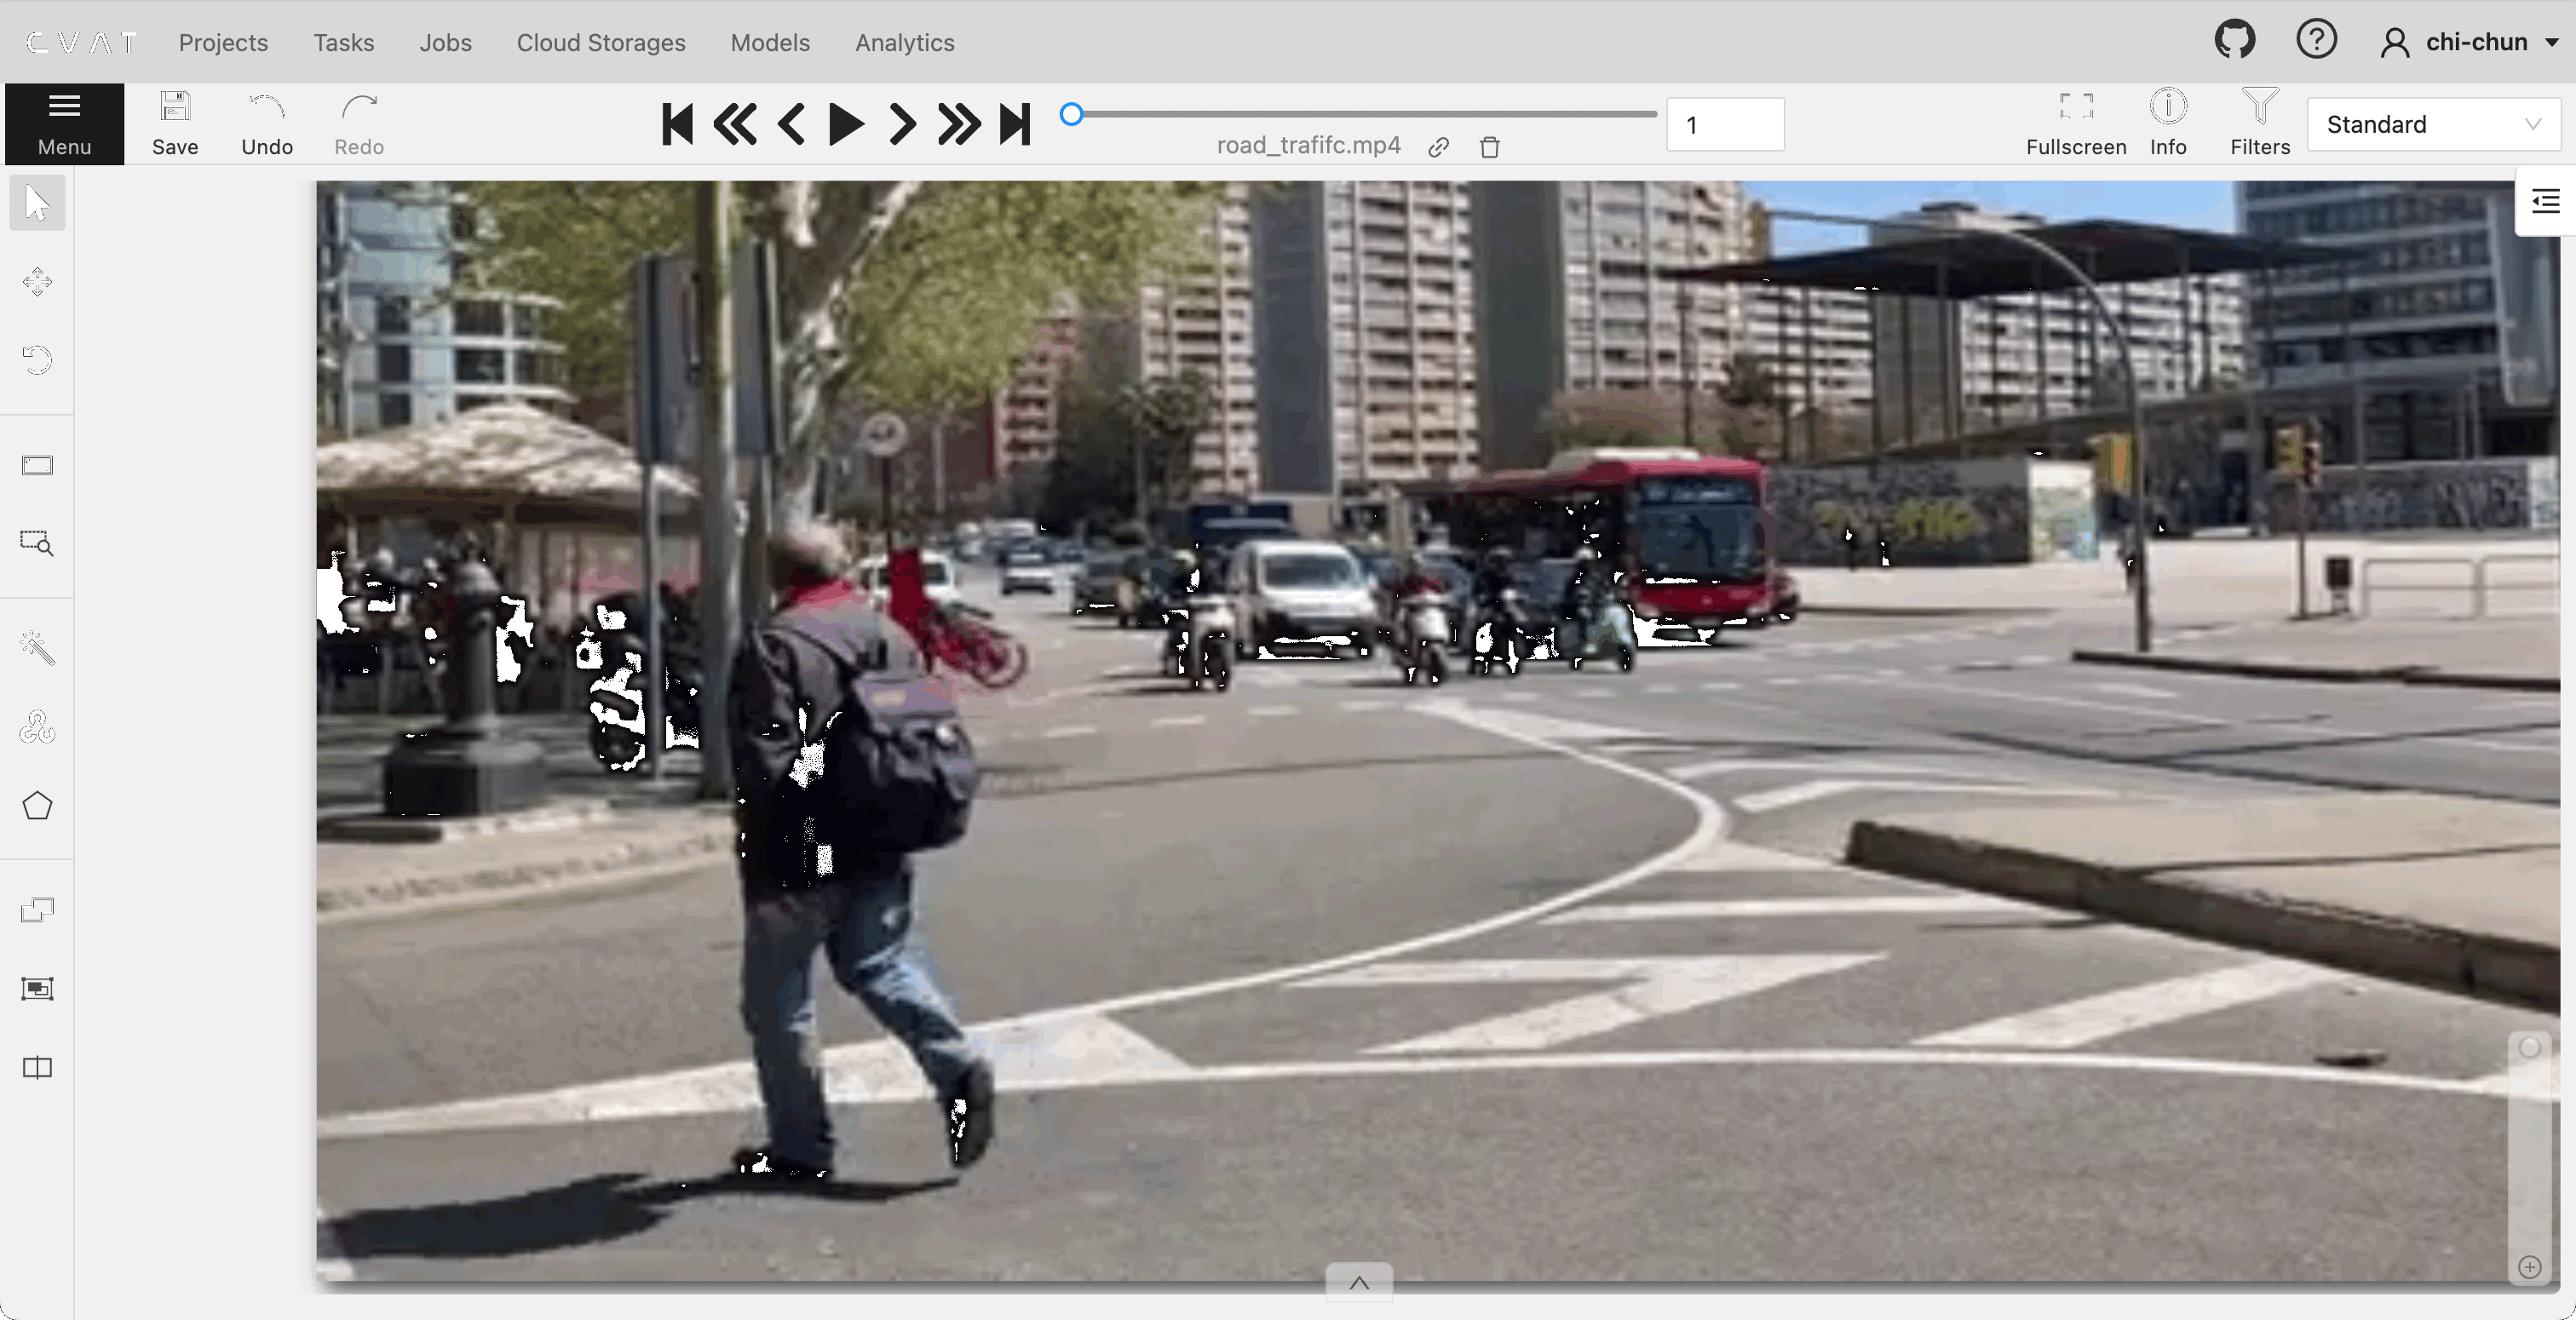 CVAT Projects Tasks Jobs Cloud Storages Models Analytics chi-chun
Menu Save Undo Redo road_trafifc.mp4 1 Fullscreen Info Filters Standard